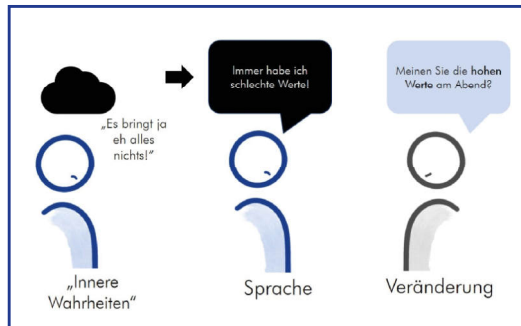 „Es bringt ja
eh alles
nichts!“
Immer habe ich
schlechte Werte!
Meinen Sie die hohen
Werte am Abend?
„Innere
Wahrheiten“
Sprache
Veränderung